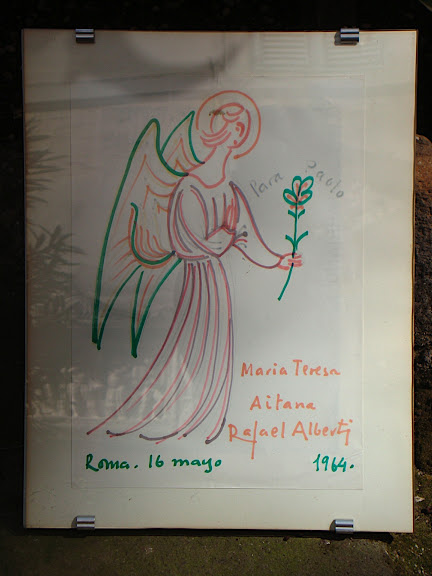 Para Paolo
Maria Teresa
Aitana
Rafael Alberti
Roma. 16 mayo 1964.